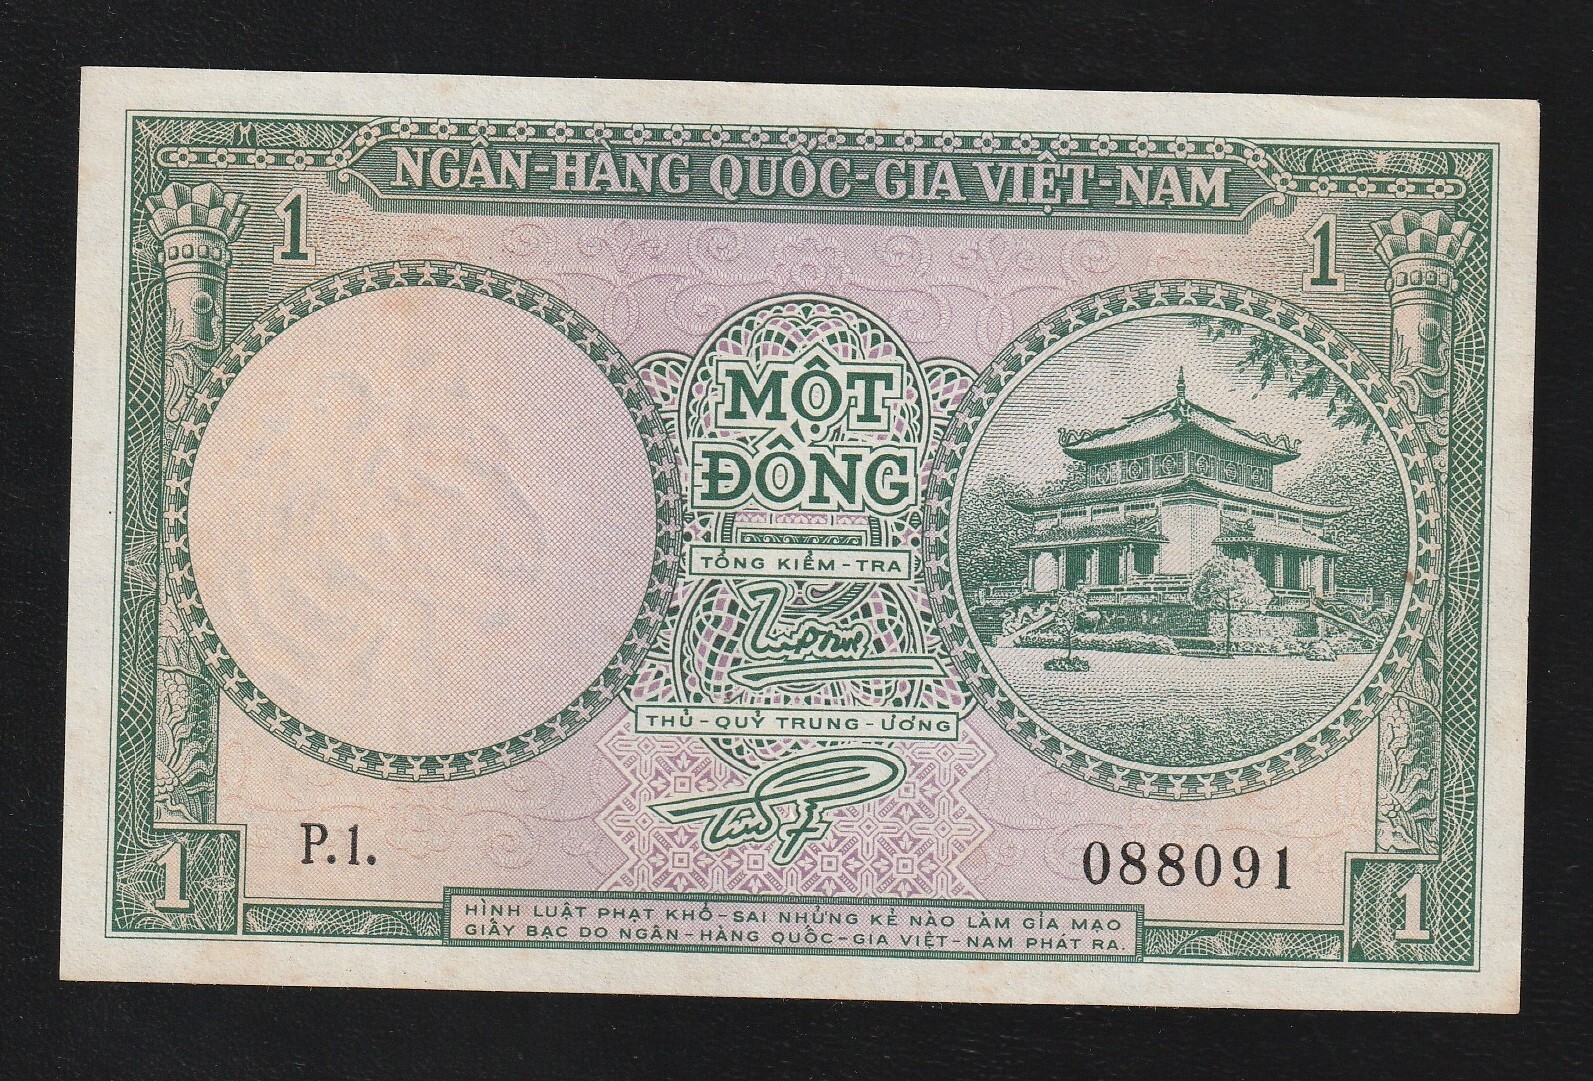 NGÂN-HÀNG QUỐC-GIA VIỆT-NAM
1
1
MỘT
ĐỒNG
TỔNG KIỂM-TRA
THỦ-QUỸ TRUNG-ƯƠNG
P.1.
088091
1
1
HÌNH LUẬT PHẠT KHỔ-SAI NHỮNG KẺ NÀO LÀM GIẢ MẠO
GIẤY BẠC DO NGÂN-HÀNG QUỐC-GIA VIỆT-NAM PHÁT RA.